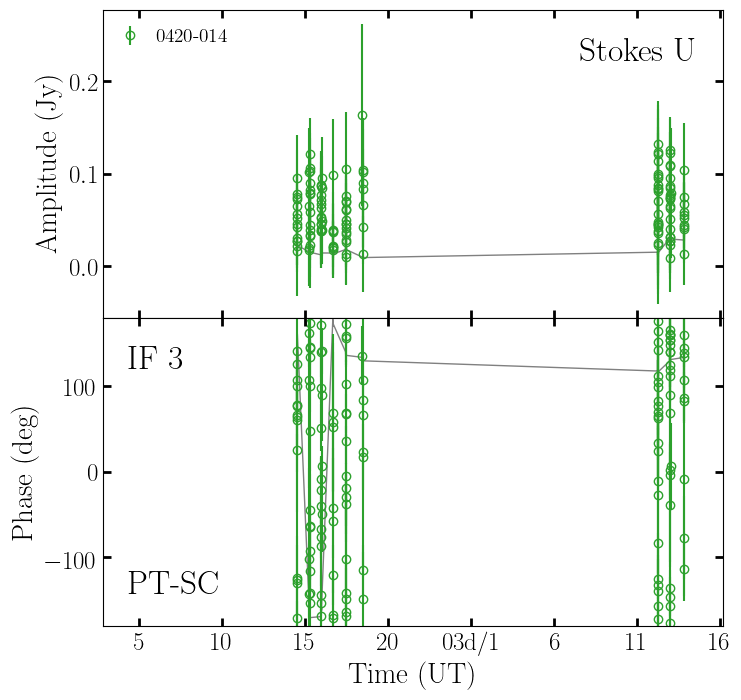 0420-014
Stokes U
0.2
0.1
0.0
Amplitude (Jy)
IF 3
100
0
−100
Phase (deg)
PT-SC
5 10 15 20 03d/1 6 11 16
Time (UT)